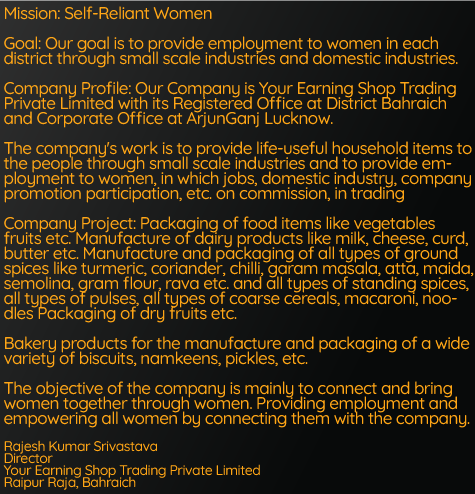 Mission: Self-Reliant Women
Goal: Our goal is to provide employment to women in each
district through small scale industries and domestic industries.
Company Profile: Our Company is Your Earning Shop Trading
Private Limited with its Registered Office at District Bahraich
and Corporate Office at ArjunGanj Lucknow.
The company's work is to provide life-useful household items to
the people through small scale industries and to provide em-
ployment to women, in which jobs, domestic industry, company
promotion participation, etc. on commission, in trading
Company Project: Packaging of food items like vegetables
fruits etc. Manufacture of dairy products like milk, cheese, curd,
butter etc. Manufacture and packaging of all types of ground
spices like turmeric, coriander, chilli, garam masala, atta, maida,
semolina, gram flour, rava etc. and all types of standing spices,
all types of pulses, all types of coarse cereals, macaroni, noo-
dles Packaging of dry fruits etc.
Bakery products for the manufacture and packaging of a wide
variety of biscuits, namkeens, pickles, etc.
The objective of the company is mainly to connect and bring
women together through women. Providing employment and
empowering all women by connecting them with the company.
Rajesh Kumar Srivastava
Director
Your Earning Shop Trading Private Limited
Raipur Raja, Bahraich